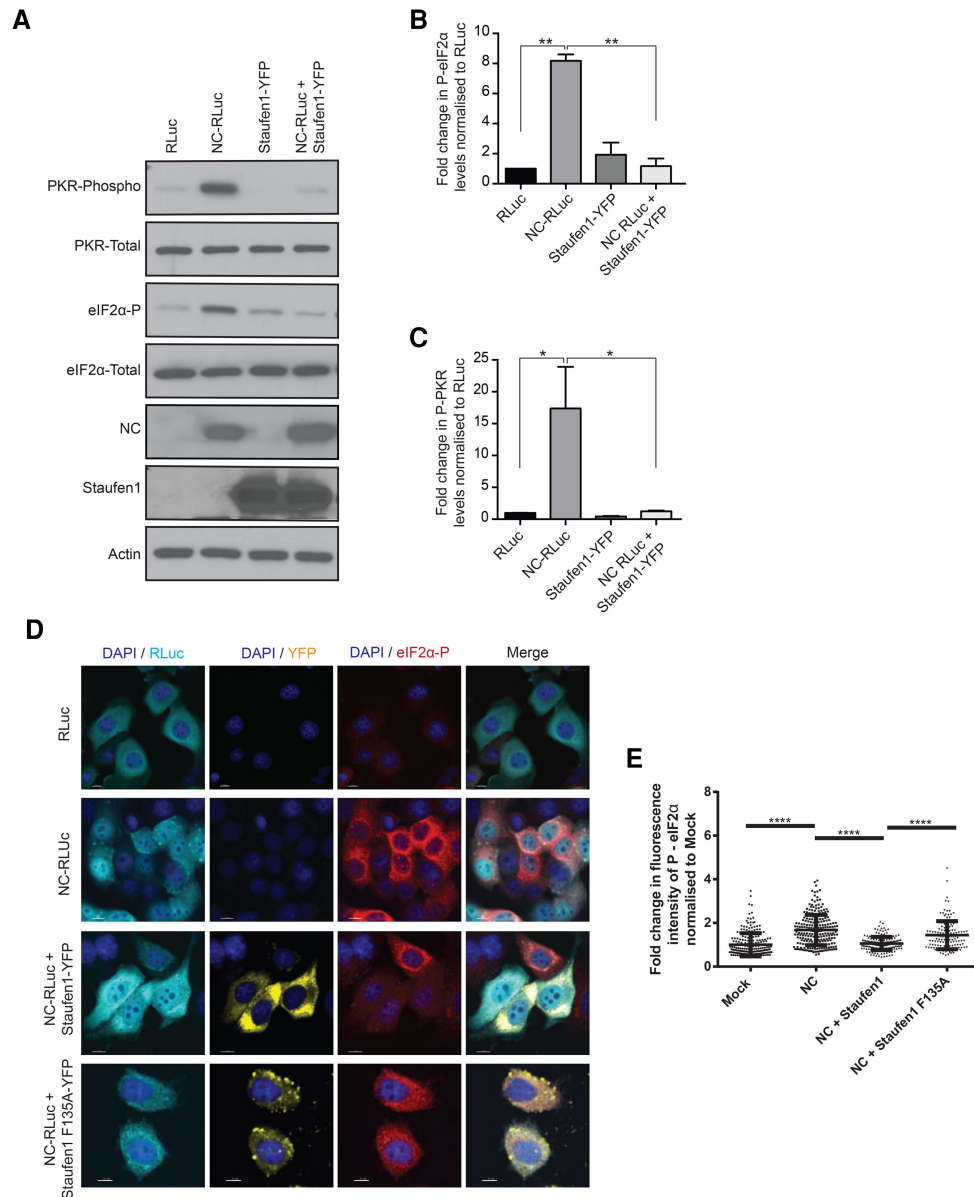 A
RLuc
NC-RLuc
Staufen1-YFP
NC-RLuc +
Staufen1-YFP
PKR-Phospho
PKR-Total
eIF2α-P
eIF2α-Total
NC
Staufen1
Actin
B
Fold change in P-eIF2α
levels normalised to RLuc
10
8
6
4
2
0
** **
RLuc
NC-RLuc
Staufen1-YFP
NC RLuc +
Staufen1-YFP
C
Fold change in P-PKR
levels normalised to RLuc
25
20
15
10
5
0
* *
RLuc
NC-RLuc
Staufen1-YFP
NC RLuc +
Staufen1-YFP
D
DAPI / RLuc DAPI / YFP DAPI / eIF2α-P Merge
RLuc
NC-RLUc
NC-RLuc +
Staufen1-YFP
NC-RLuc +
Staufen1 F135A-YFP
E
Fold change in fluorescence
intensity of P - eIF2α
normalised to Mock
8
6
4
2
0
**** **** ****
Mock
NC
NC + Staufen1
NC + Staufen1 F135A